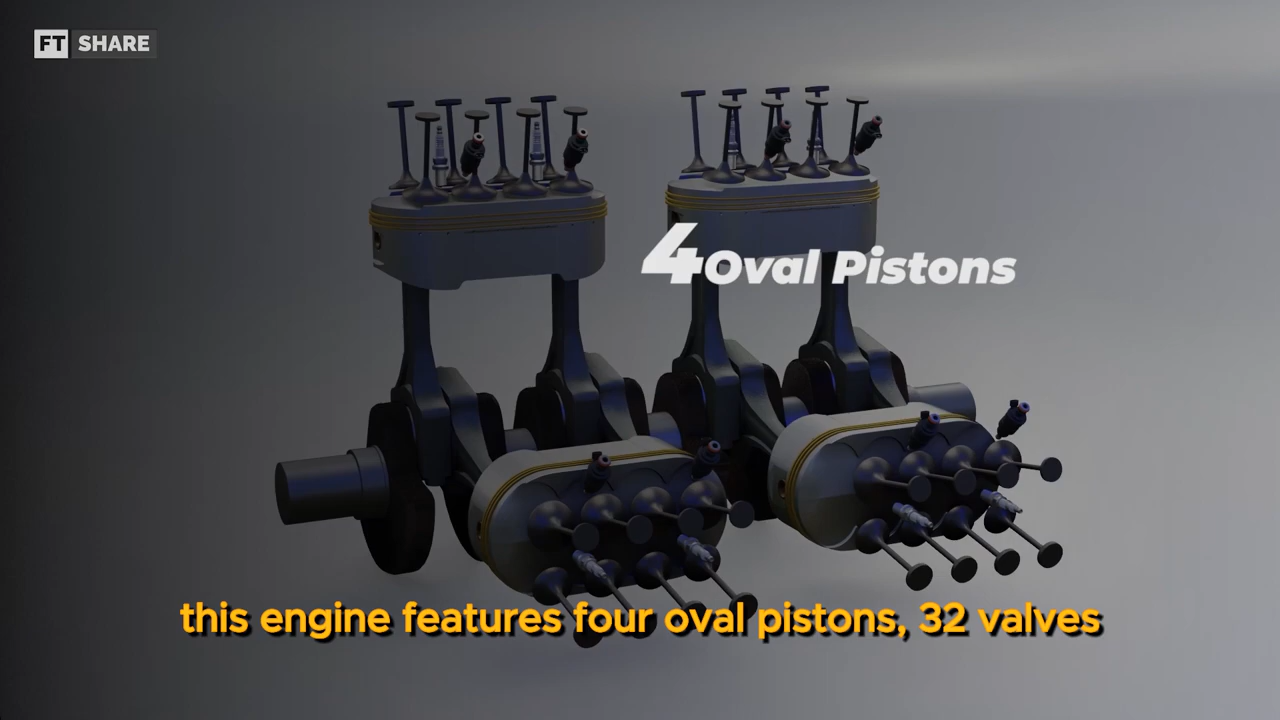 FT SHARE
4 Oval Pistons
this engine features four oval pistons, 32 valves